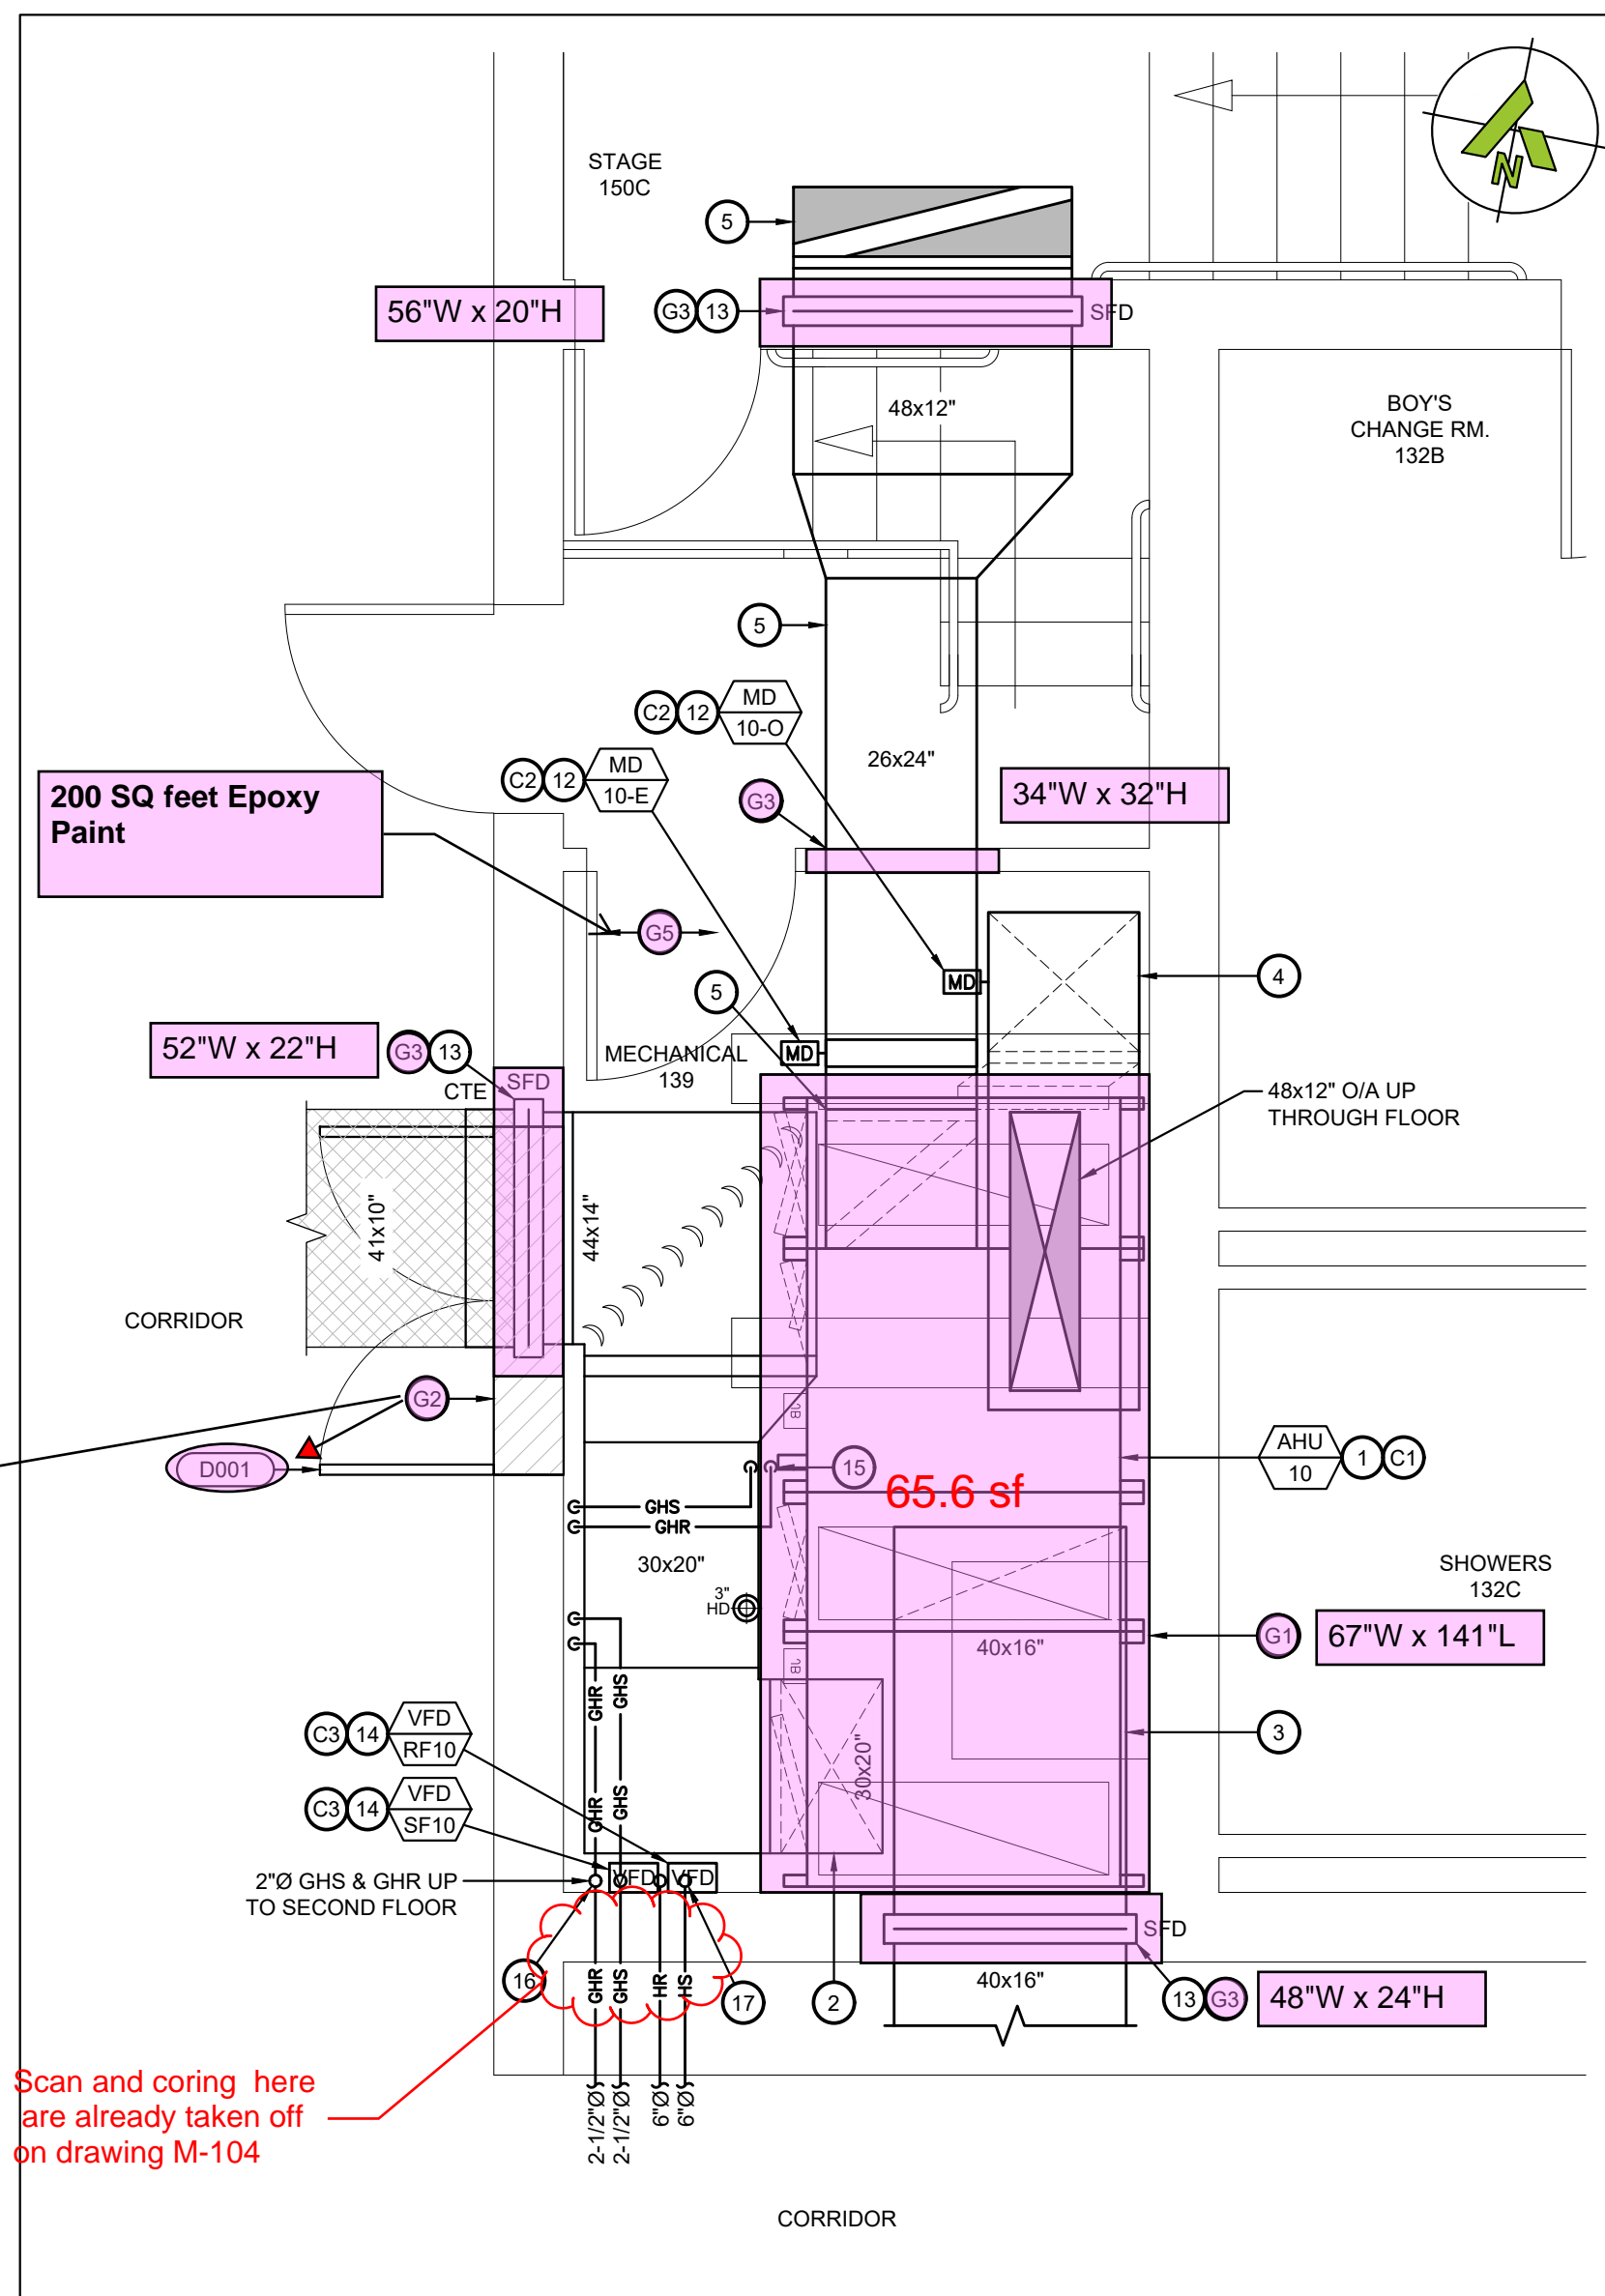 STAGE
150C
N
5
56"W x 20"H
G3 13
SFD
48x12"
BOY'S
CHANGE RM.
132B
5
MD
C2 12
10-O
MD
C2 12
10-E
26x24"
G3
34"W x 32"H
200 SQ feet Epoxy
Paint
G5
MD
4
5
52"W x 22"H
G3 13
MECHANICAL
139
MD
CTE
SFD
48x12" O/A UP
THROUGH FLOOR
41x10"
44x14"
CORRIDOR
G2
JB
D001
15
65.6 sf
AHU
10
1 C1
GHS
GHR
30x20"
3"
HD
SHOWERS
132C
G1
67"W x 141"L
40x16"
JB
GHR
GHS
VFD
C3 14
RF10
3
30x20"
VFD
C3 14
SF10
GHR
GHS
2"Ø GHS & GHR UP
TO SECOND FLOOR
VFD
VFD
SFD
16
GHR
GHS
HR
HS
17
2
40x16"
13 G3
48"W x 24"H
Scan and coring here
are already taken off
on drawing M-104
2-1/2"Ø
2-1/2"Ø
6"Ø
6"Ø
CORRIDOR